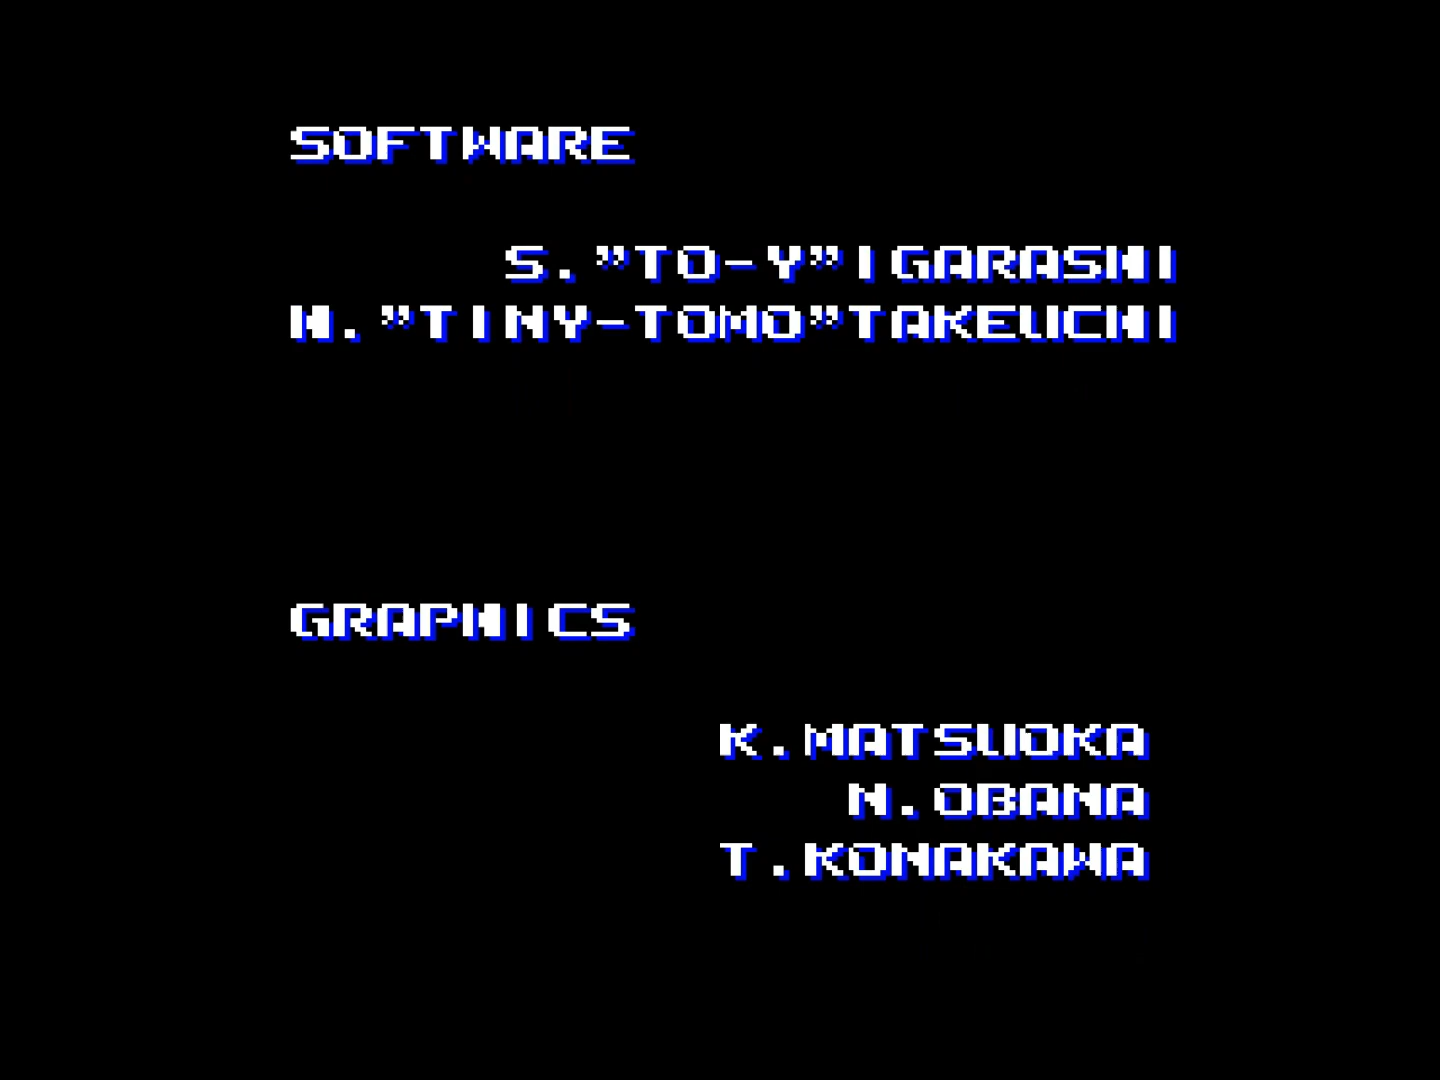 SOFTWARE
S.”TO-Y”IGARASHI
H.”TINY-TOMO”TAKEUCHI
GRAPHICS
K.MATSUOKA
N.OBANA
T.KONAKAWA